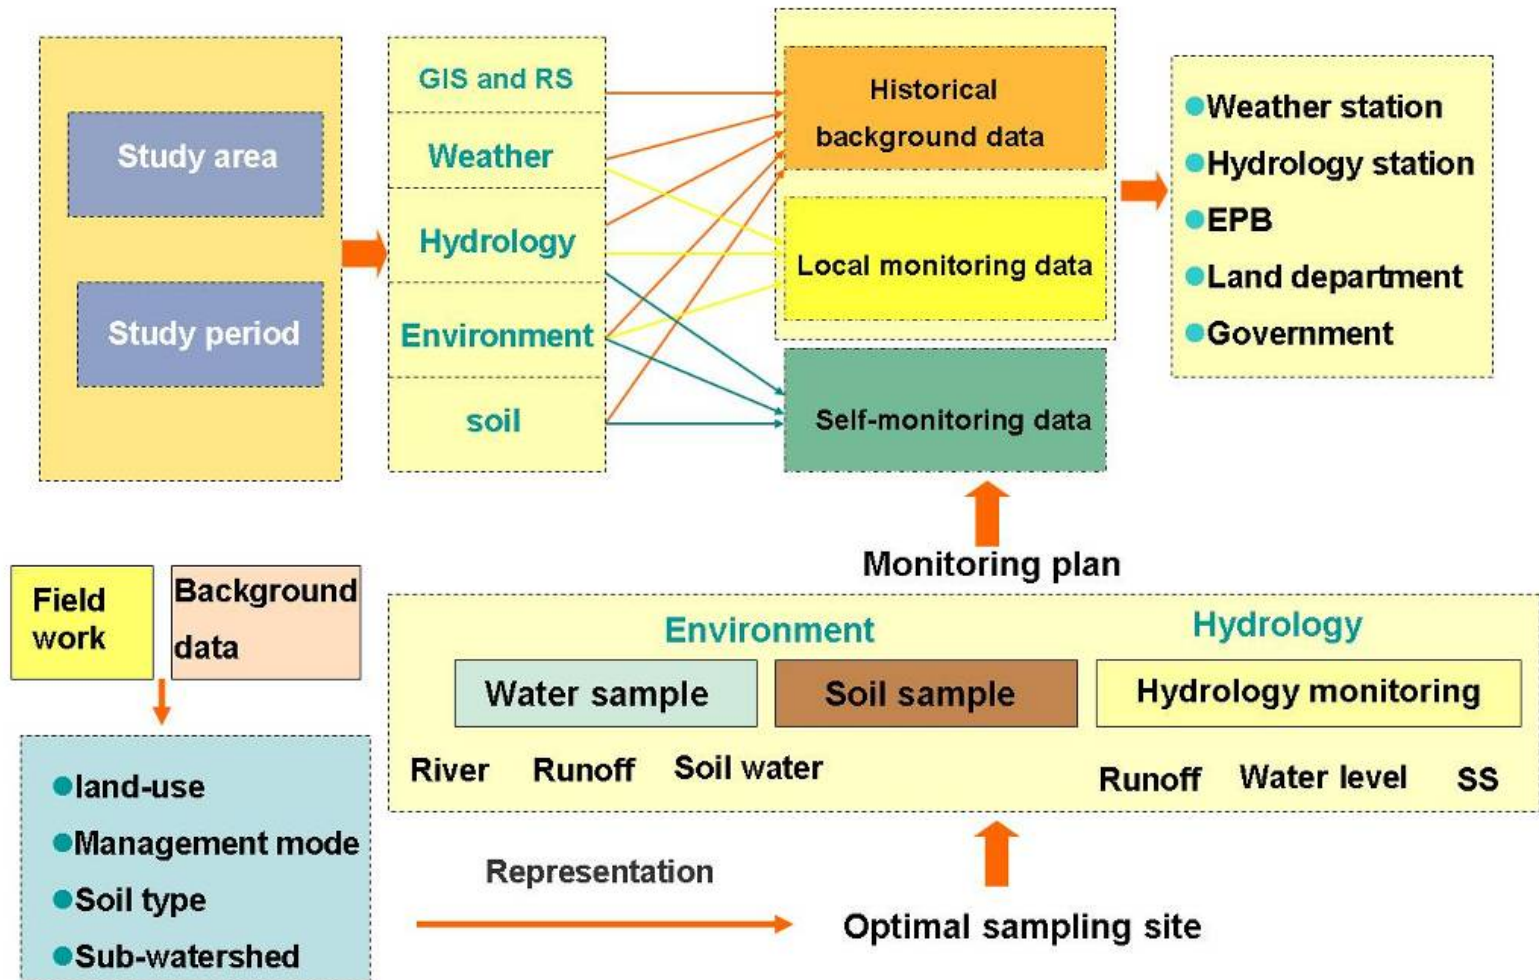 Study area
Study period
GIS and RS
Weather
Hydrology
Environment
soil
Historical
background data
Local monitoring data
Self-monitoring data
Weather station
Hydrology station
EPB
Land department
Government
Monitoring plan
Field
work
Background
data
Environment
Hydrology
Water sample
Soil sample
Hydrology monitoring
River
Runoff
Soil water
Runoff
Water level
SS
land-use
Management mode
Soil type
Sub-watershed
Representation
Optimal sampling site